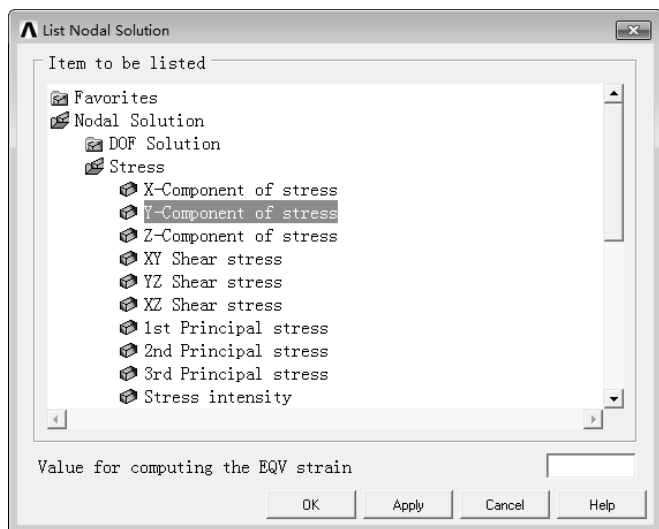 List Nodal Solution
Item to be listed
Favorites
Nodal Solution
DOF Solution
Stress
X-Component of stress
Y-Component of stress
Z-Component of stress
XY Shear stress
YZ Shear stress
XZ Shear stress
1st Principal stress
2nd Principal stress
3rd Principal stress
Stress intensity
Value for computing the EQV strain
OK Apply Cancel Help